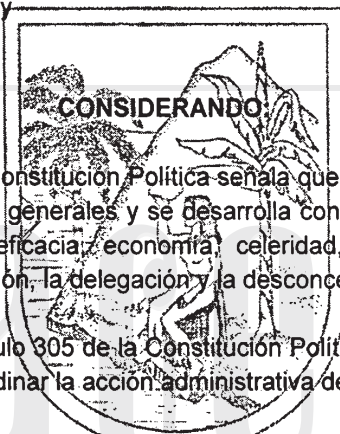 y
CONSIDERANDO
onstitución Política señala que
generales y se desarrolla con
eficacia, economía, celeridad,
ón, la delegación y la desconce
ulo 305 de la Constitución Polít
dinar la acción administrativa de